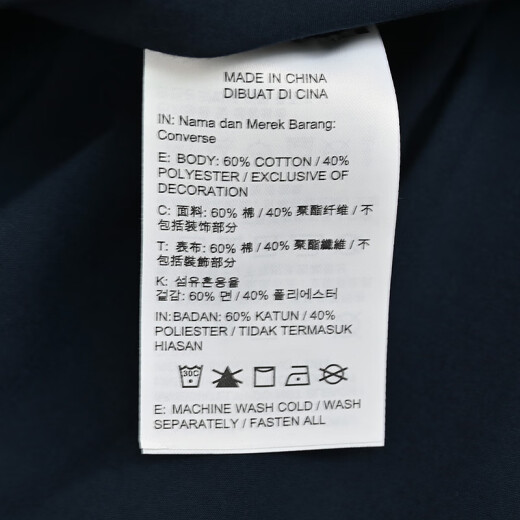 MADE IN CHINA
DIBUAT DI CINA
IN: Nama dan Merek Barang:
Converse
E: BODY: 60% COTTON / 40%
POLYESTER / EXCLUSIVE OF
DECORATION
C: 面料: 60% 棉 / 40% 聚酯纤维 / 不
包括装饰部分
T: 表布: 60% 棉 / 40% 聚酯纖維 / 不
包括裝飾部分
K: 섬유혼용율
겉감: 60% 면 / 40% 폴리에스터
IN:BADAN: 60% KATUN / 40%
POLIESTER / TIDAK TERMASUK
HIASAN
30C
E: MACHINE WASH COLD / WASH
SEPARATELY / FASTEN ALL